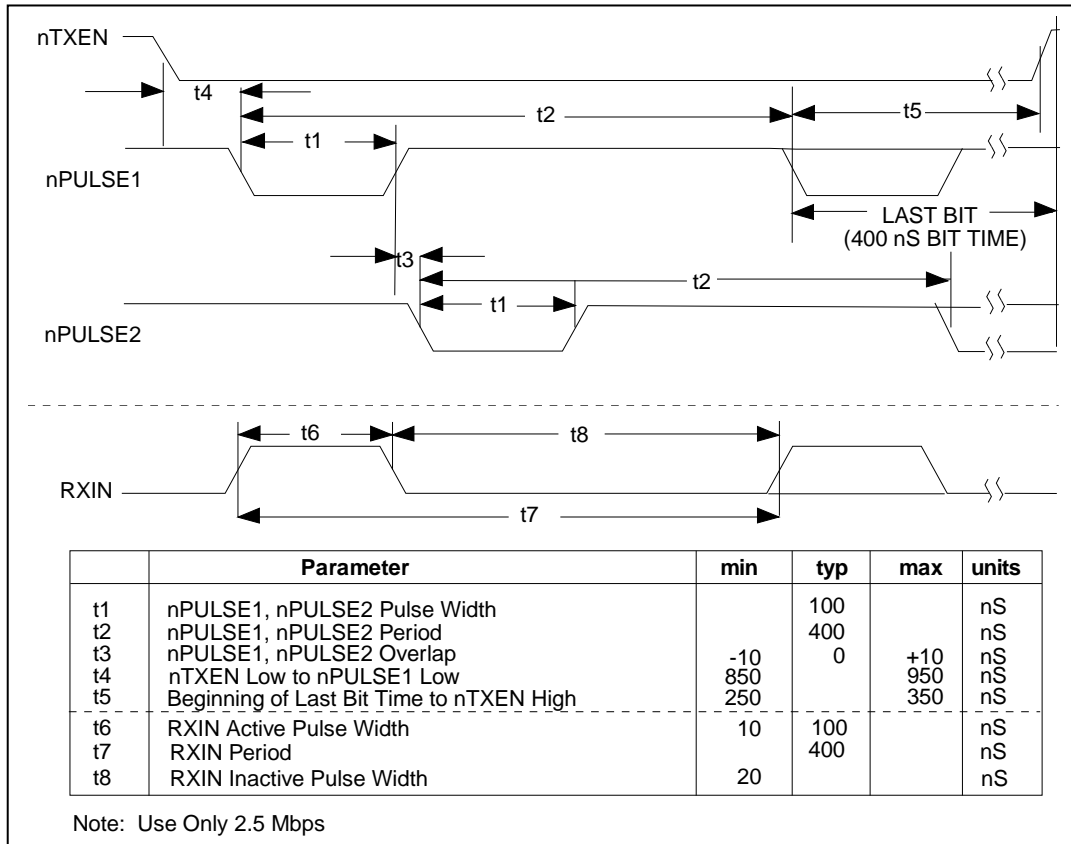 nTXEN
t4
t2
t5
t1
nPULSE1
LAST BIT
(400 nS BIT TIME)
t3
t2
t1
nPULSE2
t6
t8
RXIN
t7
Parameter min typ max units
t1 nPULSE1, nPULSE2 Pulse Width 100 nS
t2 nPULSE1, nPULSE2 Period 400 nS
t3 nPULSE1, nPULSE2 Overlap -10 0 +10 nS
t4 nTXEN Low to nPULSE1 Low 850 950 nS
t5 Beginning of Last Bit Time to nTXEN High 250 350 nS
t6 RXIN Active Pulse Width 10 100 nS
t7 RXIN Period 400 nS
t8 RXIN Inactive Pulse Width 20 nS
Note: Use Only 2.5 Mbps